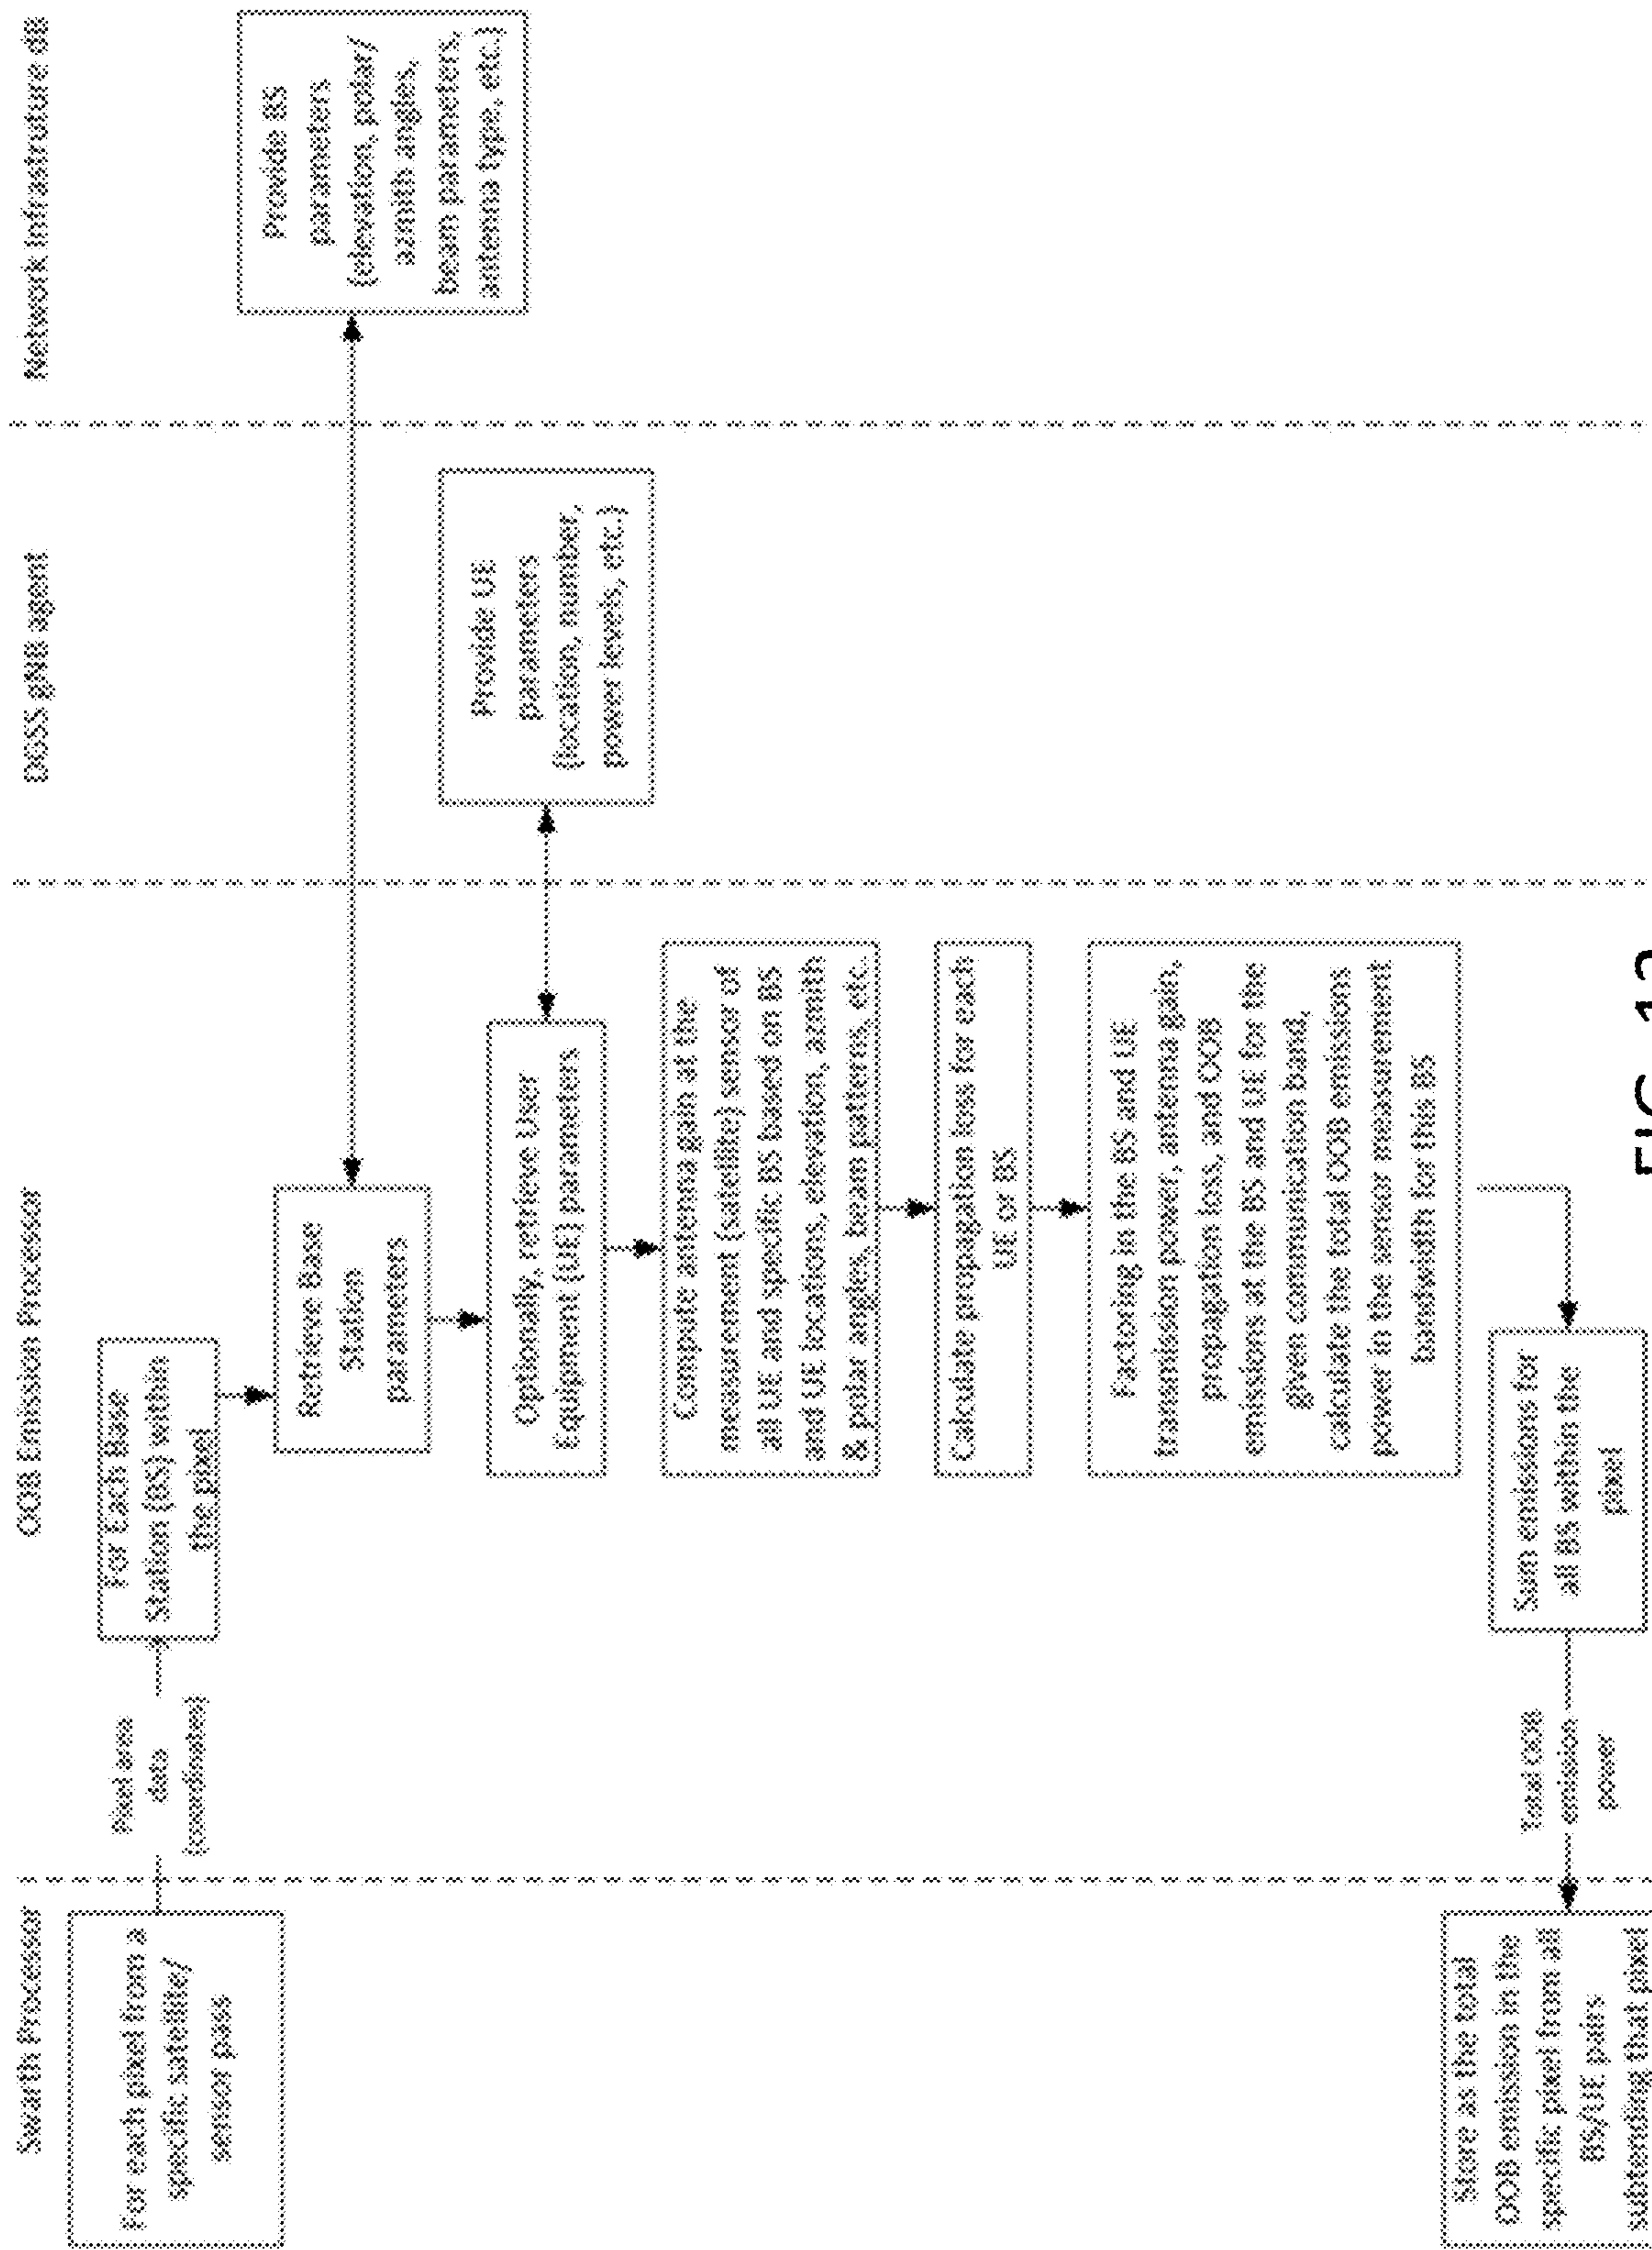 Swarth Processor
OOB Emission Processor
DGSS gNB agent
Network Infrastruture dB
For each pixel from a
specific satellite/
sensor pass
Pixel area
data
(coordinates)
For Each Base
Station (BS) within
the pixel
Retrieve Base
Station
parameters
Provide BS
parameters
(elevation, polar/
azmith angles,
beam parameters,
antenna type, etc.)
Optionally, retrieve User
Equipment (UE) parameters
Provide UE
parameters
(location, number,
power levels, etc.)
Compute antenna gain at the
measurement (satellite) sensor of
all UE and specific BS based on BS
and UE locations, elevation, azmith
& polar angles, beam patterns, etc.
Calculate propagation loss for each
UE or BS
Factoring in the BS and UE
transmission power, antenna gain,
propagation loss, and OOB
emissions at the BS and UE for the
given communication band,
calculate the total OOB emissions
power in the sensor measurement
bandwidth for this BS
Sum emissions for
all BS within the
pixel
Total OOB
emission
power
Store as the total
OOB emission in the
specific pixel from all
BS/UE pairs
subtending that pixel
FIG. 12